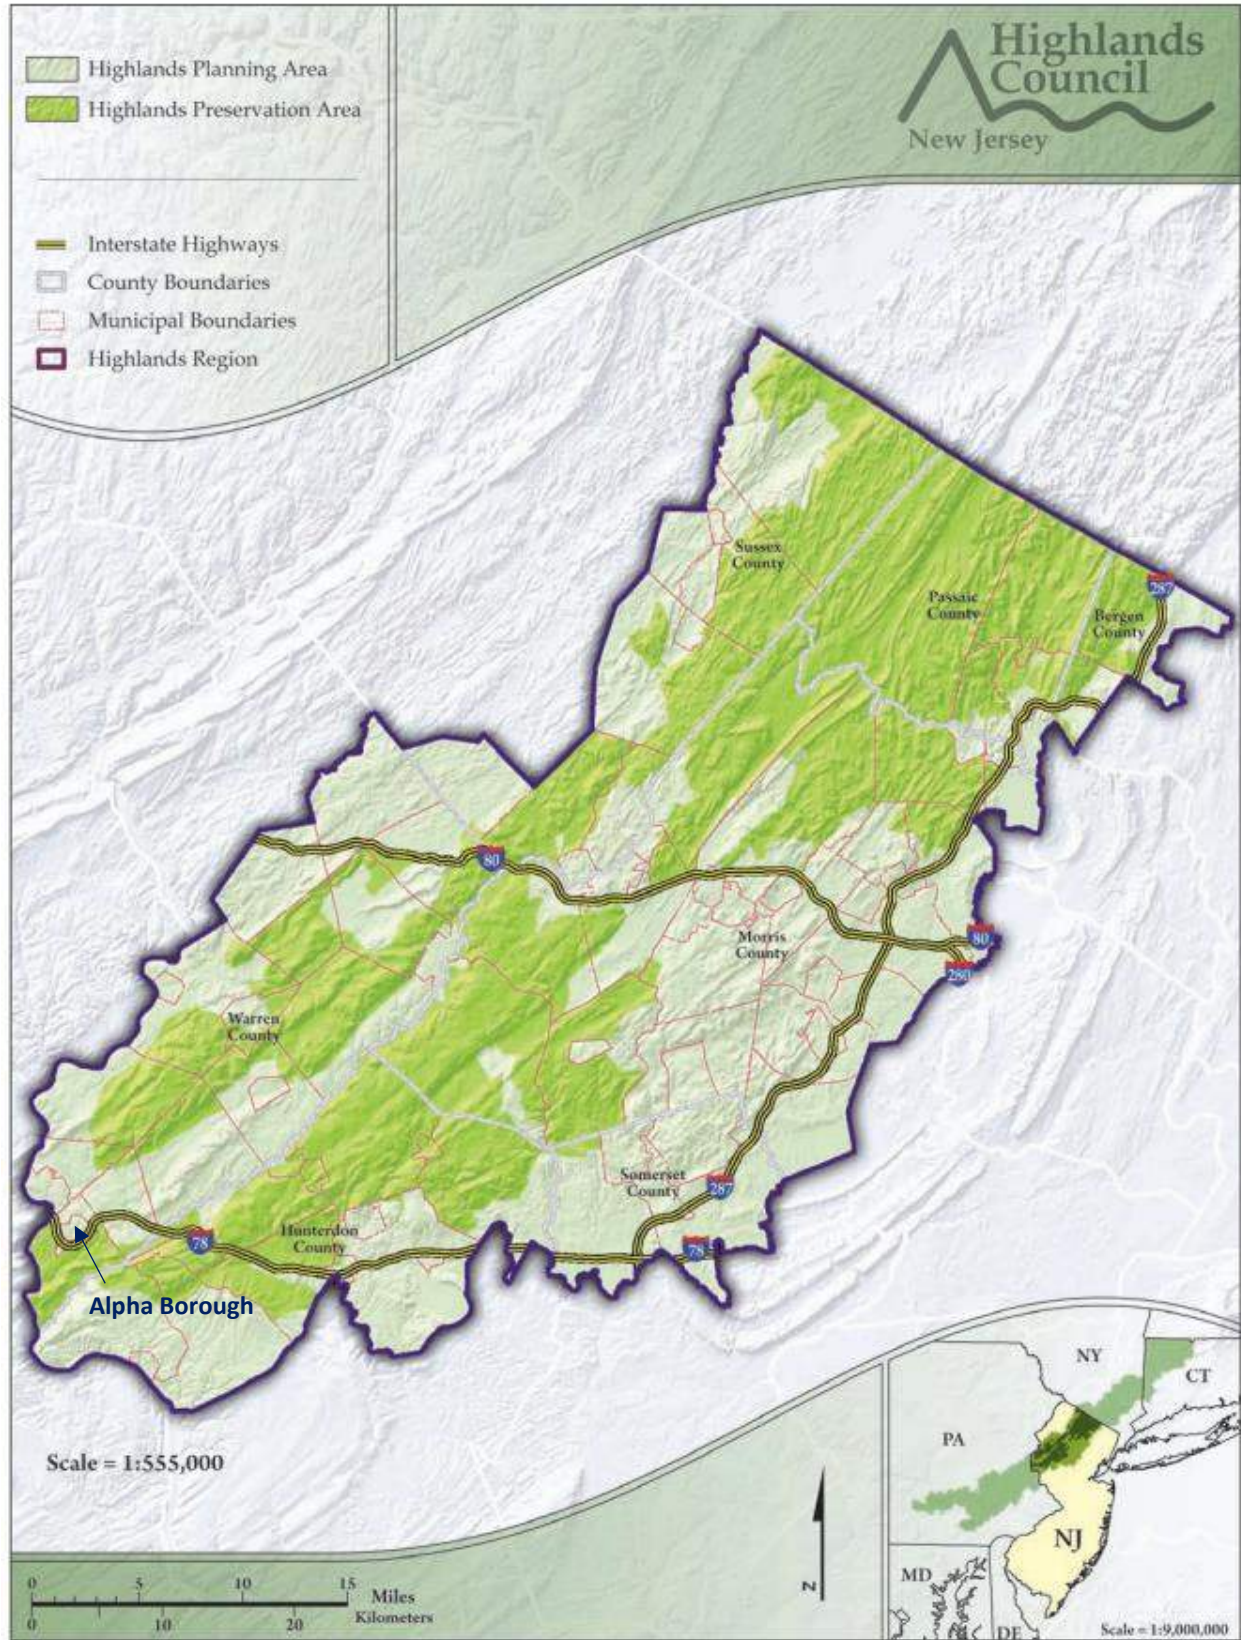 Highlands Planning Area
Highlands Preservation Area
Interstate Highways
County Boundaries
Municipal Boundaries
Highlands Region
Highlands
Council
New Jersey
Sussex
County
Passaic
County
Bergen
County
287
80
Morris
County
80
280
Warren
County
Somerset
County
287
78
Hunterdon
County
78
Alpha Borough
Scale = 1:555,000
0 5 10 15
Miles
Kilometers
0 10 20
N
NY
CT
PA
NJ
MD
DE
Scale = 1:9,000,000